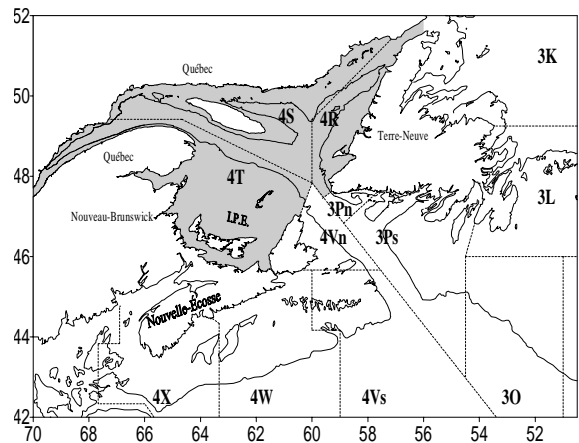 52
50
48
46
44
42
70 68 66 64 62 60 58 56 54 52
Québec
3K
4S
4R
Terre-Neuve
Québec
4T
3L
Nouveau-Brunswick
I.P.E.
3Pn
4Vn
3Ps
Nouvelle-Ecosse
4X
4W
4Vs
3O